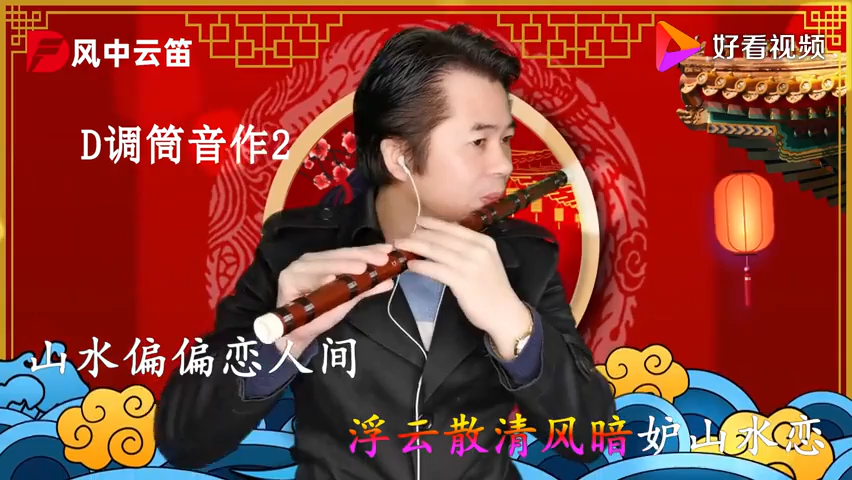 风中云笛
好看视频
D调筒音作2
山水偏偏恋人间
浮云散清风暗妒山水恋